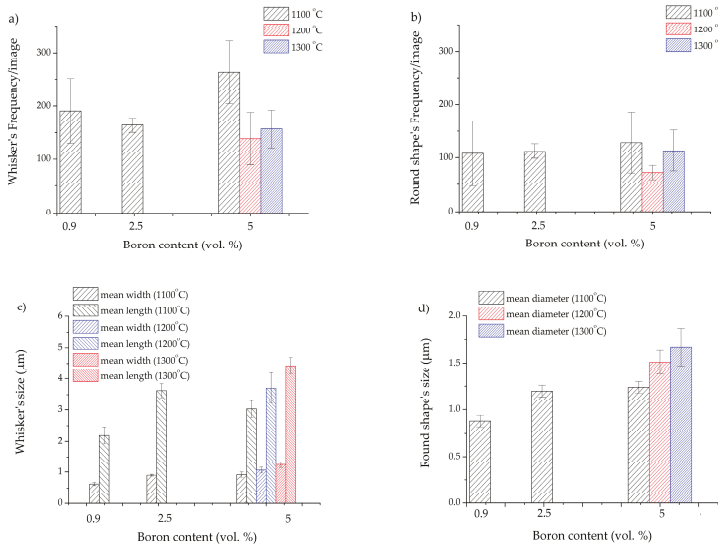 a)
1100 °C
1200 °C
1300 °C
Whisker's Frequency/image
300
200
100
0
0.9
2.5
5
Boron content (vol. %)
b)
1100 °C
1200 °
1300 °
Round shape's Frequency/image
300
200
100
0
0.9
2.5
5
Boron content (vol. %)
c)
mean width (1100°C)
mean length (1100°C)
mean width (1200°C)
mean length (1200°C)
mean width (1300°C)
mean length (1300°C)
Whisker's size (µm)
6
5
4
3
2
1
0
0.9
2.5
5
Boron content (vol. %)
d)
mean diameter (1100°C)
mean diameter (1200°C)
mean diameter (1300°C)
Found shape's size (µm)
2.0
1.5
1.0
0.5
0.0
0.9
2.5
5
Boron content (vol. %)